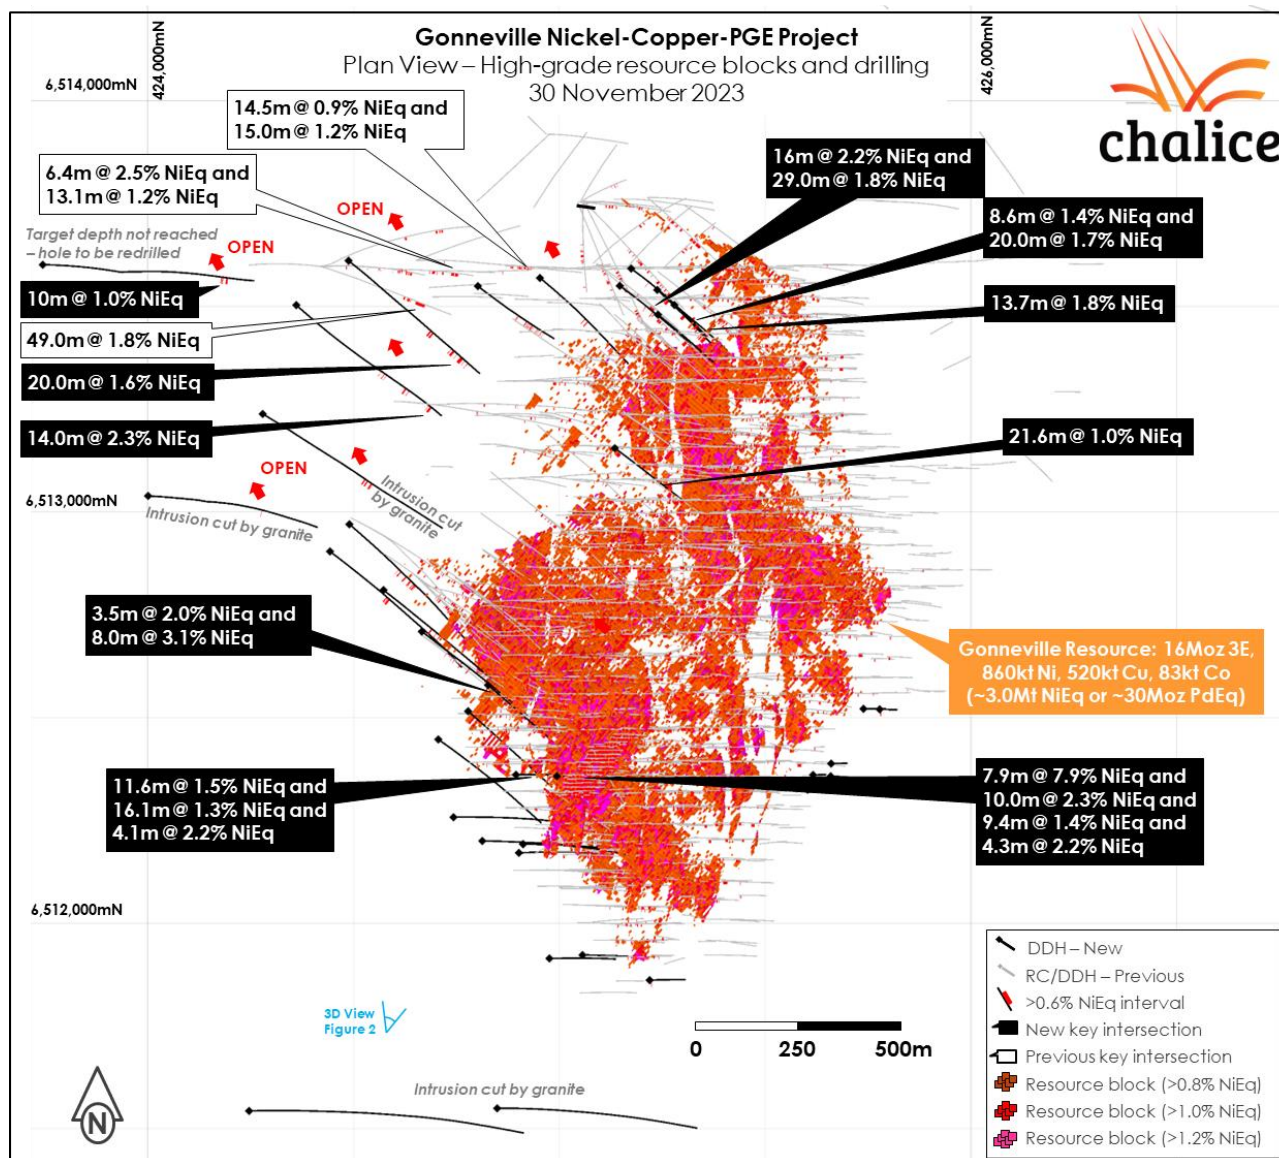 Gonneville Nickel-Copper-PGE Project
Plan View – High-grade resource blocks and drilling
30 November 2023
chalice
424,000mN
426,000mN
6,514,000mN
14.5m @ 0.9% NiEq and
15.0m @ 1.2% NiEq
6.4m @ 2.5% NiEq and
13.1m @ 1.2% NiEq
OPEN
16m @ 2.2% NiEq and
29.0m @ 1.8% NiEq
8.6m @ 1.4% NiEq and
20.0m @ 1.7% NiEq
Target depth not reached
– hole to be redrilled
OPEN
10m @ 1.0% NiEq
13.7m @ 1.8% NiEq
49.0m @ 1.8% NiEq
20.0m @ 1.6% NiEq
14.0m @ 2.3% NiEq
21.6m @ 1.0% NiEq
OPEN
6,513,000mN
Intrusion cut
by granite
Intrusion cut by granite
3.5m @ 2.0% NiEq and
8.0m @ 3.1% NiEq
Gonneville Resource: 16Moz 3E,
860kt Ni, 520kt Cu, 83kt Co
(~3.0Mt NiEq or ~30Moz PdEq)
11.6m @ 1.5% NiEq and
16.1m @ 1.3% NiEq and
4.1m @ 2.2% NiEq
7.9m @ 7.9% NiEq and
10.0m @ 2.3% NiEq and
9.4m @ 1.4% NiEq and
4.3m @ 2.2% NiEq
6,512,000mN
DDH – New
RC/DDH – Previous
>0.6% NiEq interval
New key intersection
Previous key intersection
Resource block (>0.8% NiEq)
Resource block (>1.0% NiEq)
Resource block (>1.2% NiEq)
3D View
Figure 2
0 250 500m
Intrusion cut by granite
N